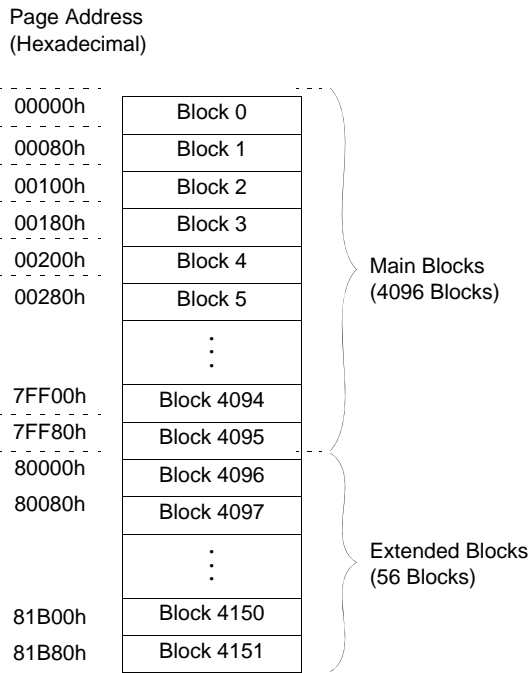 Page Address
(Hexadecimal)
00000h Block 0
00080h Block 1
00100h Block 2
00180h Block 3
00200h Block 4
00280h Block 5
Main Blocks
(4096 Blocks)
7FF00h Block 4094
7FF80h Block 4095
80000h Block 4096
80080h Block 4097
Extended Blocks
(56 Blocks)
81B00h Block 4150
81B80h Block 4151